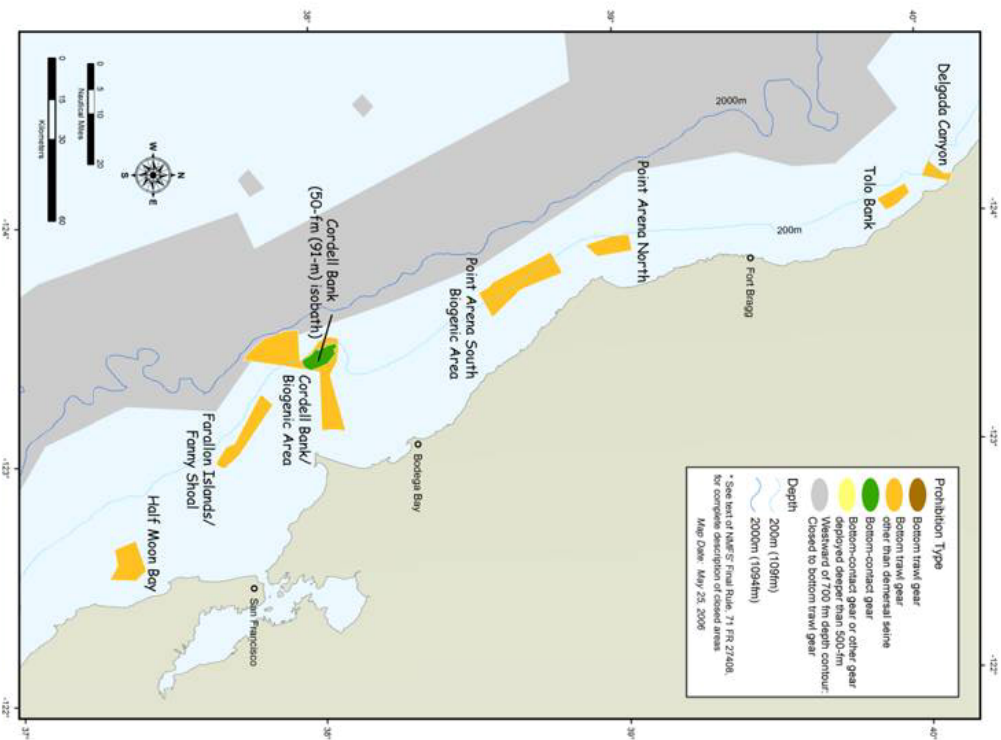 Prohibition Type
Bottom trawl gear
Bottom trawl gear
other than demersal seine
Bottom-contact gear
Bottom-contact gear or other gear
deployed deeper than 500-fm
Westward of 700 fm depth contour:
Closed to bottom trawl gear
Depth
200m (109fm)
2000m (1094fm)
* See text of NMFS' Final Rule, 71 FR 27408,
for complete description of closed areas
Map Date: May 25, 2006
Delgada Canyon
Tolo Bank
200m
2000m
Fort Bragg
Point Arena North
Point Arena South
Biogenic Area
Cordell Bank
(50-fm (91-m) isobath)
Cordell Bank/
Biogenic Area
Bodega Bay
Farallon Islands/
Fanny Shoal
Half Moon Bay
San Francisco
N
W
E
S
0 5 10 20
Nautical Miles
0 15 30 60
Kilometers
-124°
-123°
-124°
-123°
-122°
-122°
40°
39°
38°
40°
39°
38°
37°